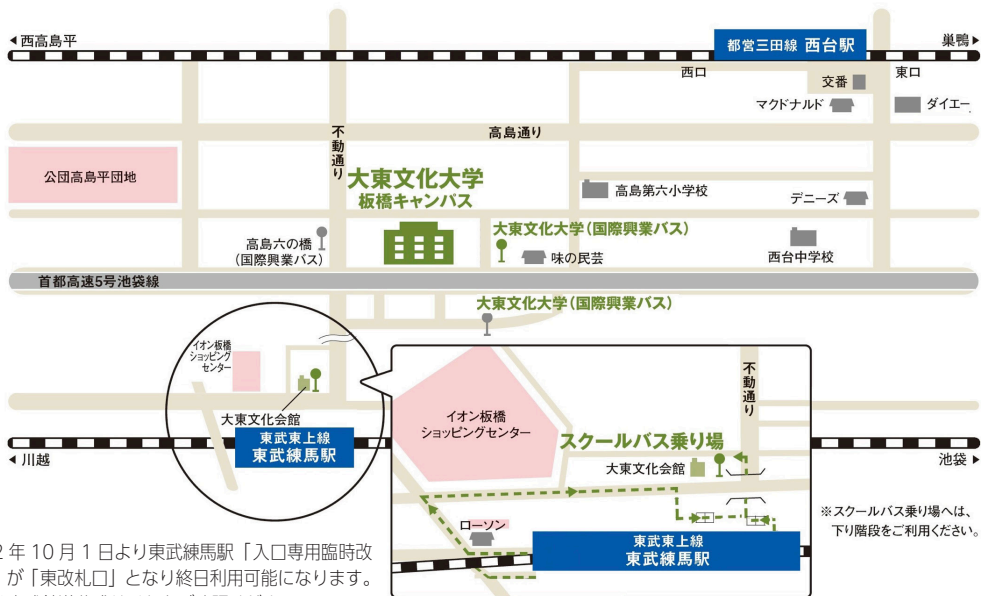 ◀西高島平
都営三田線 西台駅
巣鴨▶
西口
東口
交番
マクドナルド
ダイエー
不動通り
高島通り
公団高島平団地
大東文化大学
板橋キャンパス
高島第六小学校
デニーズ
高島六の橋
(国際興業バス)
大東文化大学(国際興業バス)
味の民芸
西台中学校
首都高速5号池袋線
大東文化大学(国際興業バス)
イオン板橋
ショッピング
センター
大東文化会館
東武東上線
東武練馬駅
◀川越
イオン板橋
ショッピングセンター
不動通り
スクールバス乗り場
大東文化会館
ローソン
東武東上線
東武練馬駅
池袋▶
※スクールバス乗り場へは、
下り階段をご利用ください。
年10月1日より東武練馬駅「入口専用臨時改
が「東改札口」となり終日利用可能になります。